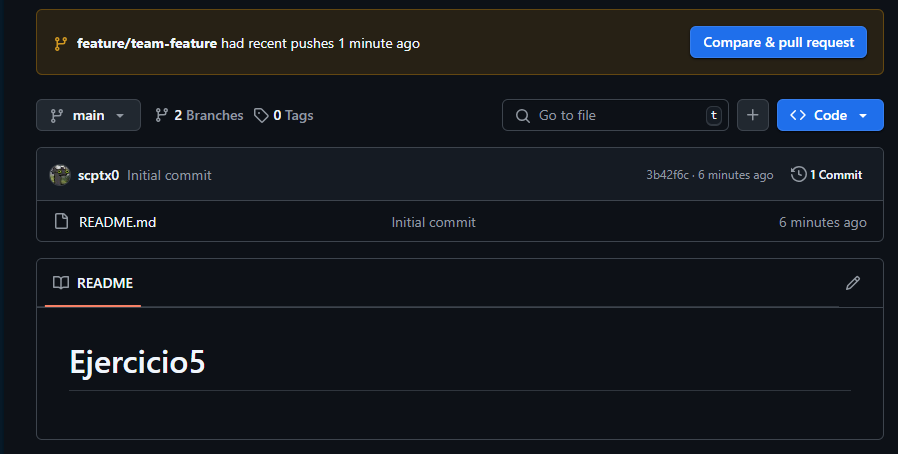 feature/team-feature had recent pushes 1 minute ago Compare & pull request
main 2 Branches 0 Tags Go to file t Code
scptx0 Initial commit 3b42f6c · 6 minutes ago 1 Commit
README.md Initial commit 6 minutes ago
README
Ejercicio5